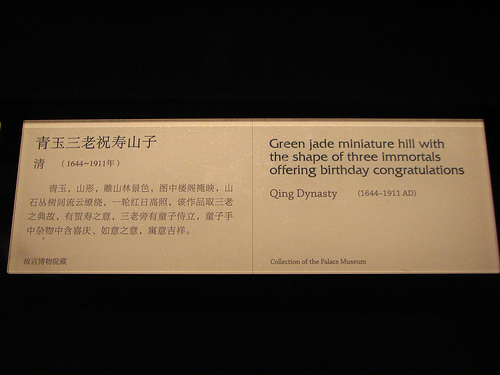 青玉三老祝寿山子
清 （1644~1911年）
青玉，山形，雕山林景色，图中楼阁掩映，山
石丛树间流云缭绕，一轮红日高照，该作品取三老
之典故，有贺寿之意，三老旁有童子侍立，童子手
中杂物中含喜庆、如意之意，寓意吉祥。
故宫博物院藏
Green jade miniature hill with
the shape of three immortals
offering birthday congratulations
Qing Dynasty (1644-1911 AD)
Collection of the Palace Museum